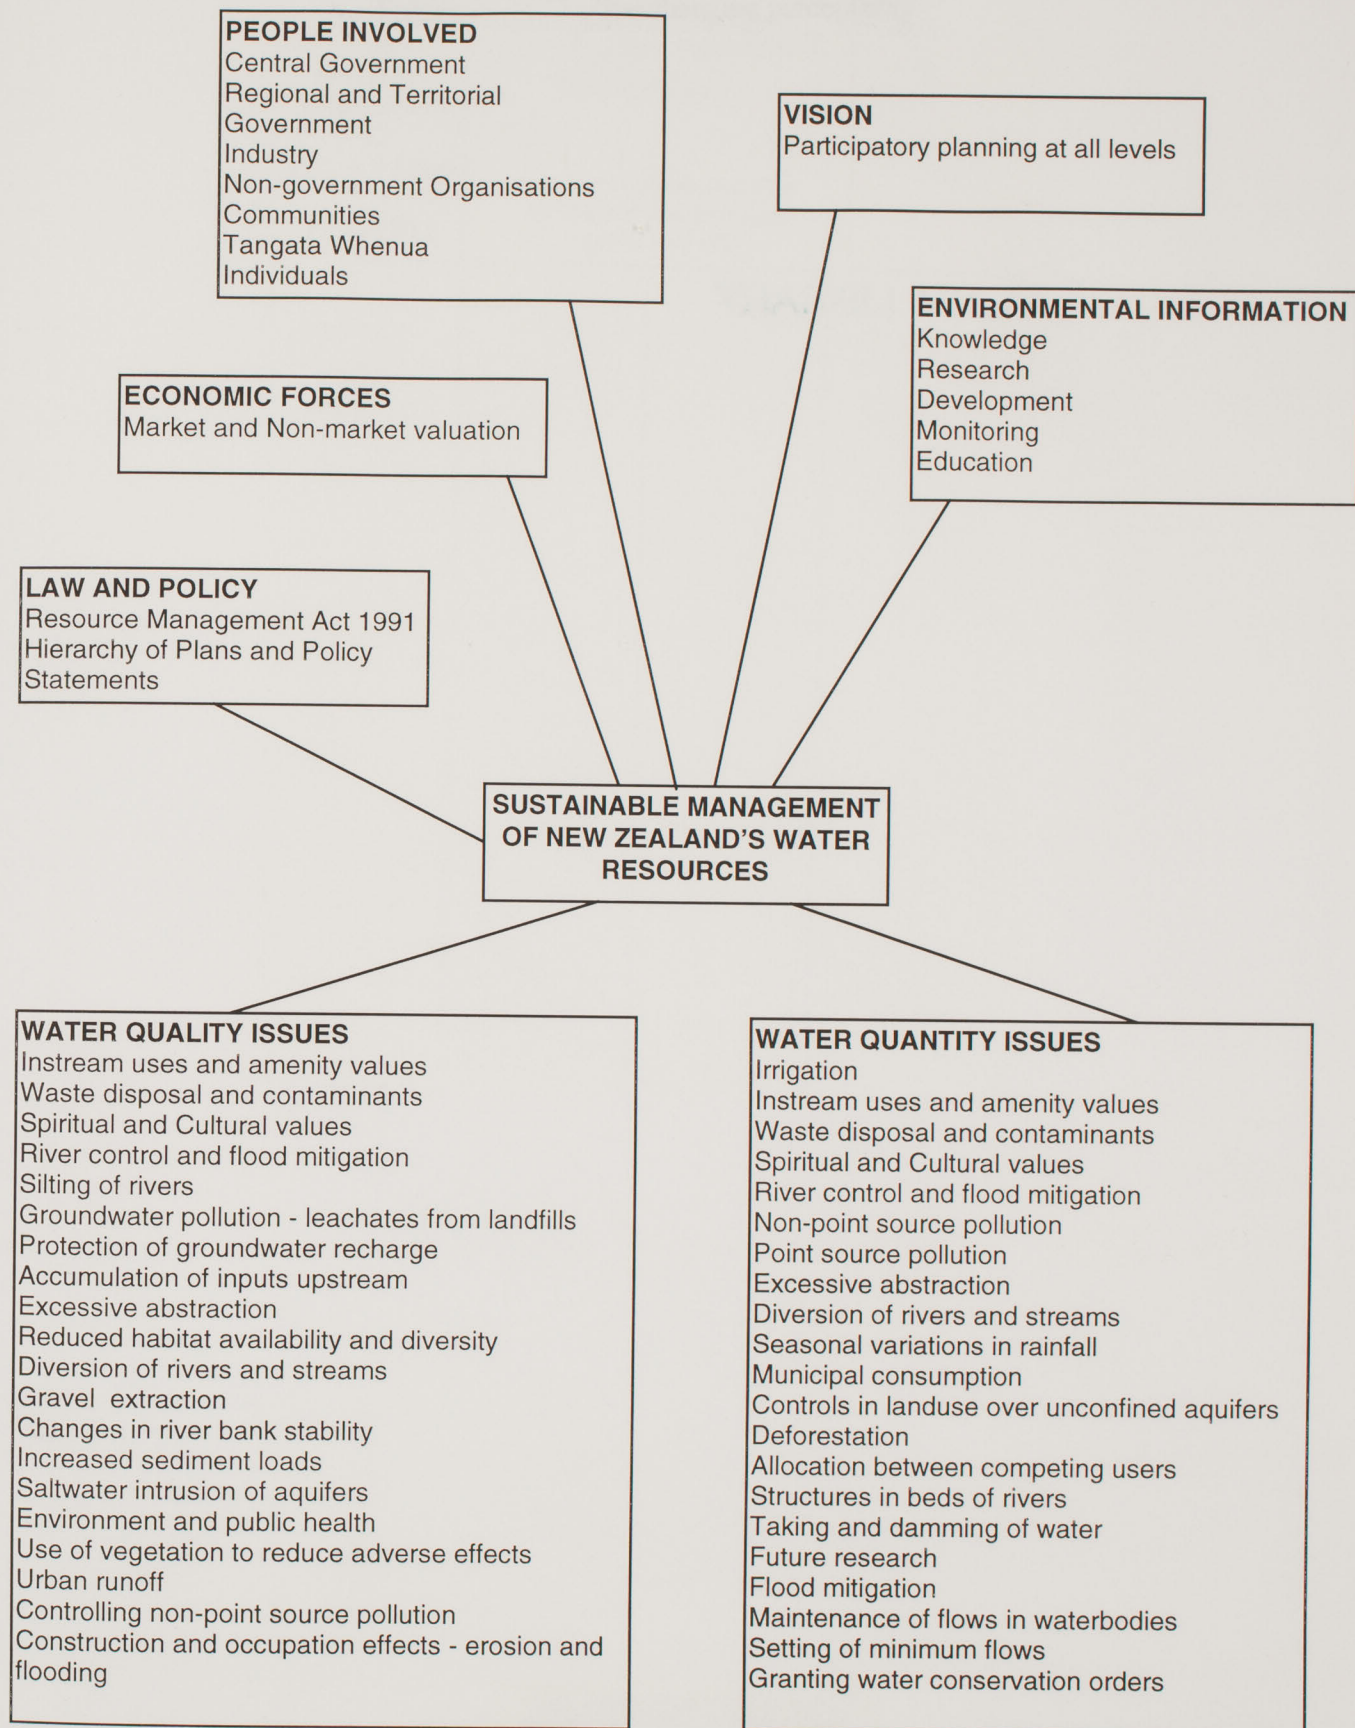 PEOPLE INVOLVED
Central Government
Regional and Territorial
Government
Industry
Non-government Organisations
Communities
Tangata Whenua
Individuals
VISION
Participatory planning at all levels
ENVIRONMENTAL INFORMATION
Knowledge
Research
Development
Monitoring
Education
ECONOMIC FORCES
Market and Non-market valuation
LAW AND POLICY
Resource Management Act 1991
Hierarchy of Plans and Policy
Statements
SUSTAINABLE MANAGEMENT
OF NEW ZEALAND'S WATER
RESOURCES
WATER QUALITY ISSUES
Instream uses and amenity values
Waste disposal and contaminants
Spiritual and Cultural values
River control and flood mitigation
Silting of rivers
Groundwater pollution - leachates from landfills
Protection of groundwater recharge
Accumulation of inputs upstream
Excessive abstraction
Reduced habitat availability and diversity
Diversion of rivers and streams
Gravel extraction
Changes in river bank stability
Increased sediment loads
Saltwater intrusion of aquifers
Environment and public health
Use of vegetation to reduce adverse effects
Urban runoff
Controlling non-point source pollution
Construction and occupation effects - erosion and
flooding
WATER QUANTITY ISSUES
Irrigation
Instream uses and amenity values
Waste disposal and contaminants
Spiritual and Cultural values
River control and flood mitigation
Non-point source pollution
Point source pollution
Excessive abstraction
Diversion of rivers and streams
Seasonal variations in rainfall
Municipal consumption
Controls in landuse over unconfined aquifers
Deforestation
Allocation between competing users
Structures in beds of rivers
Taking and damming of water
Future research
Flood mitigation
Maintenance of flows in waterbodies
Setting of minimum flows
Granting water conservation orders